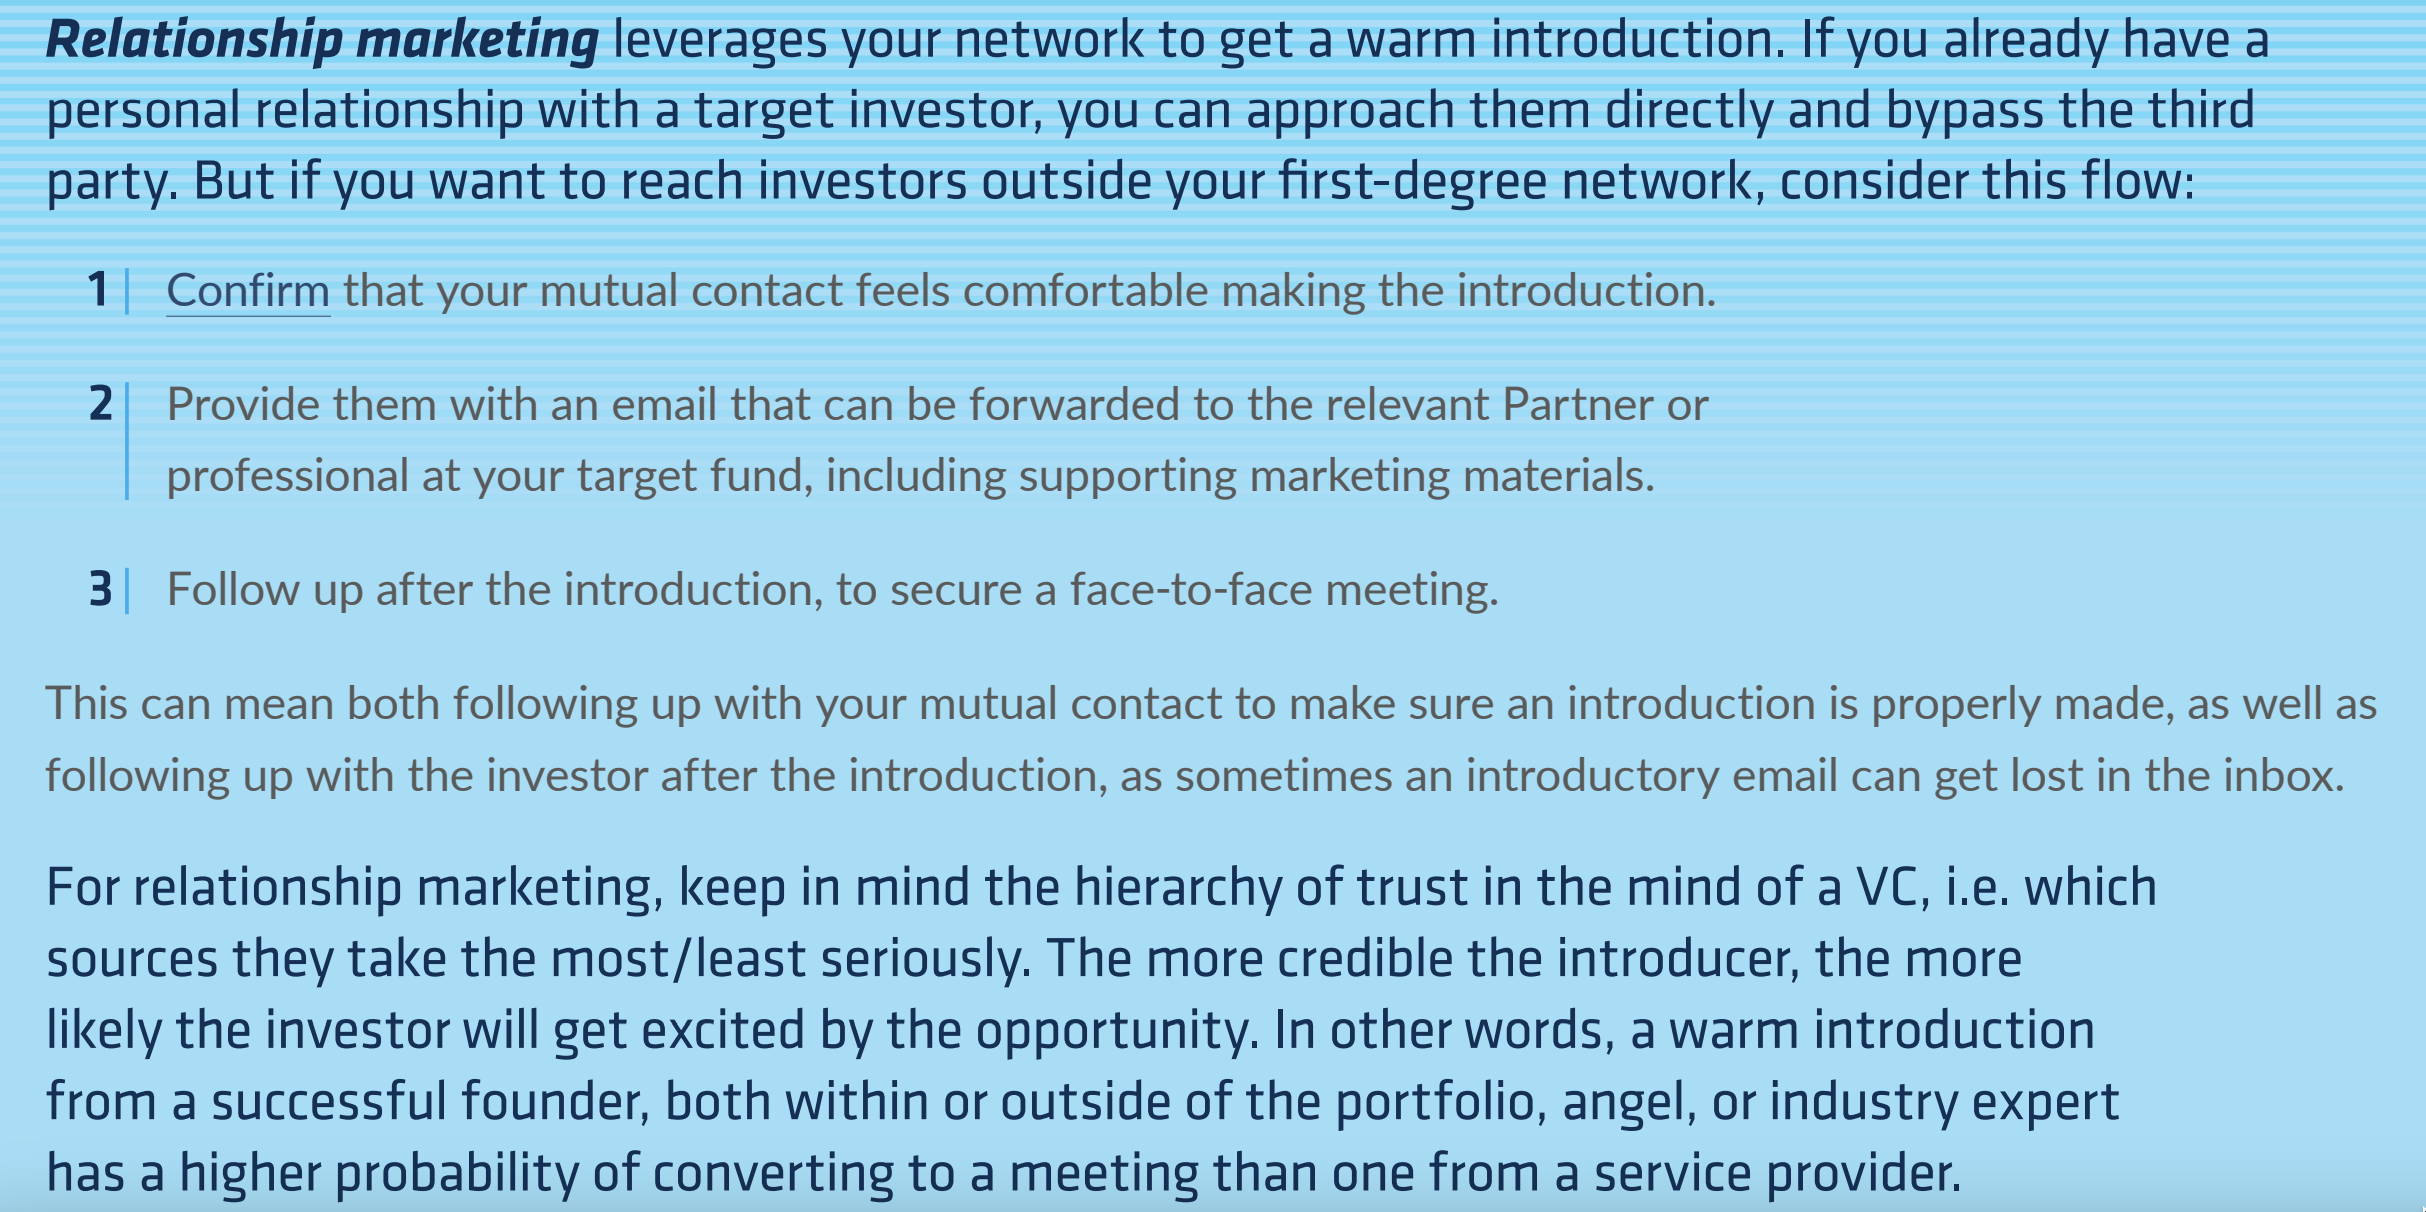 Relationship marketing leverages your network to get a warm introduction. If you already have a
personal relationship with a target investor, you can approach them directly and bypass the third
party. But if you want to reach investors outside your first-degree network, consider this flow:
1 Confirm that your mutual contact feels comfortable making the introduction.
2 Provide them with an email that can be forwarded to the relevant Partner or
professional at your target fund, including supporting marketing materials.
3 Follow up after the introduction, to secure a face-to-face meeting.
This can mean both following up with your mutual contact to make sure an introduction is properly made, as well as
following up with the investor after the introduction, as sometimes an introductory email can get lost in the inbox.
For relationship marketing, keep in mind the hierarchy of trust in the mind of a VC, i.e. which
sources they take the most/least seriously. The more credible the introducer, the more
likely the investor will get excited by the opportunity. In other words, a warm introduction
from a successful founder, both within or outside of the portfolio, angel, or industry expert
has a higher probability of converting to a meeting than one from a service provider.